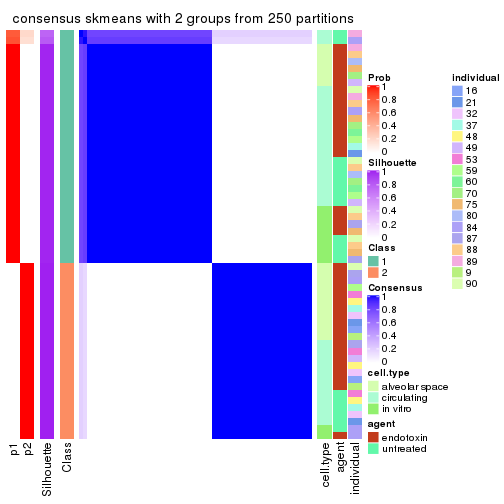 consensus skmeans with 2 groups from 250 partitions
Prob
1
0.8
0.6
0.4
0.2
0
Silhouette
1
0.8
0.6
0.4
0.2
0
Class
1
2
Consensus
1
0.8
0.6
0.4
0.2
0
cell.type
alveolar space
circulating
in vitro
agent
endotoxin
untreated
individual
16
21
32
37
48
49
53
59
60
70
75
80
84
87
88
89
9
90
p1
p2
Silhouette
Class
cell.type
agent
individual